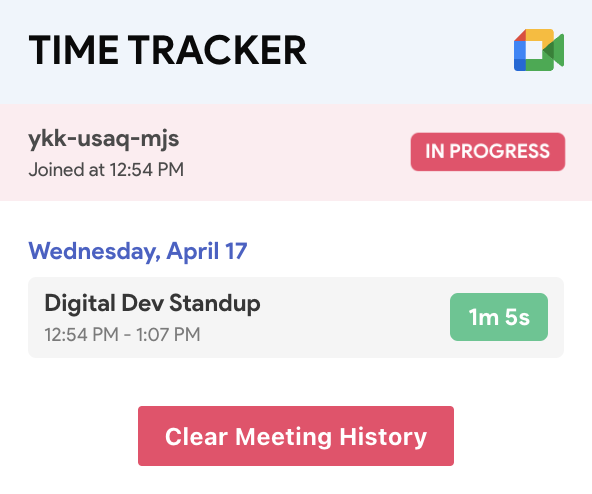 TIME TRACKER
ykk-usaq-mjs
Joined at 12:54 PM
IN PROGRESS
Wednesday, April 17
Digital Dev Standup
12:54 PM - 1:07 PM
1m 5s
Clear Meeting History